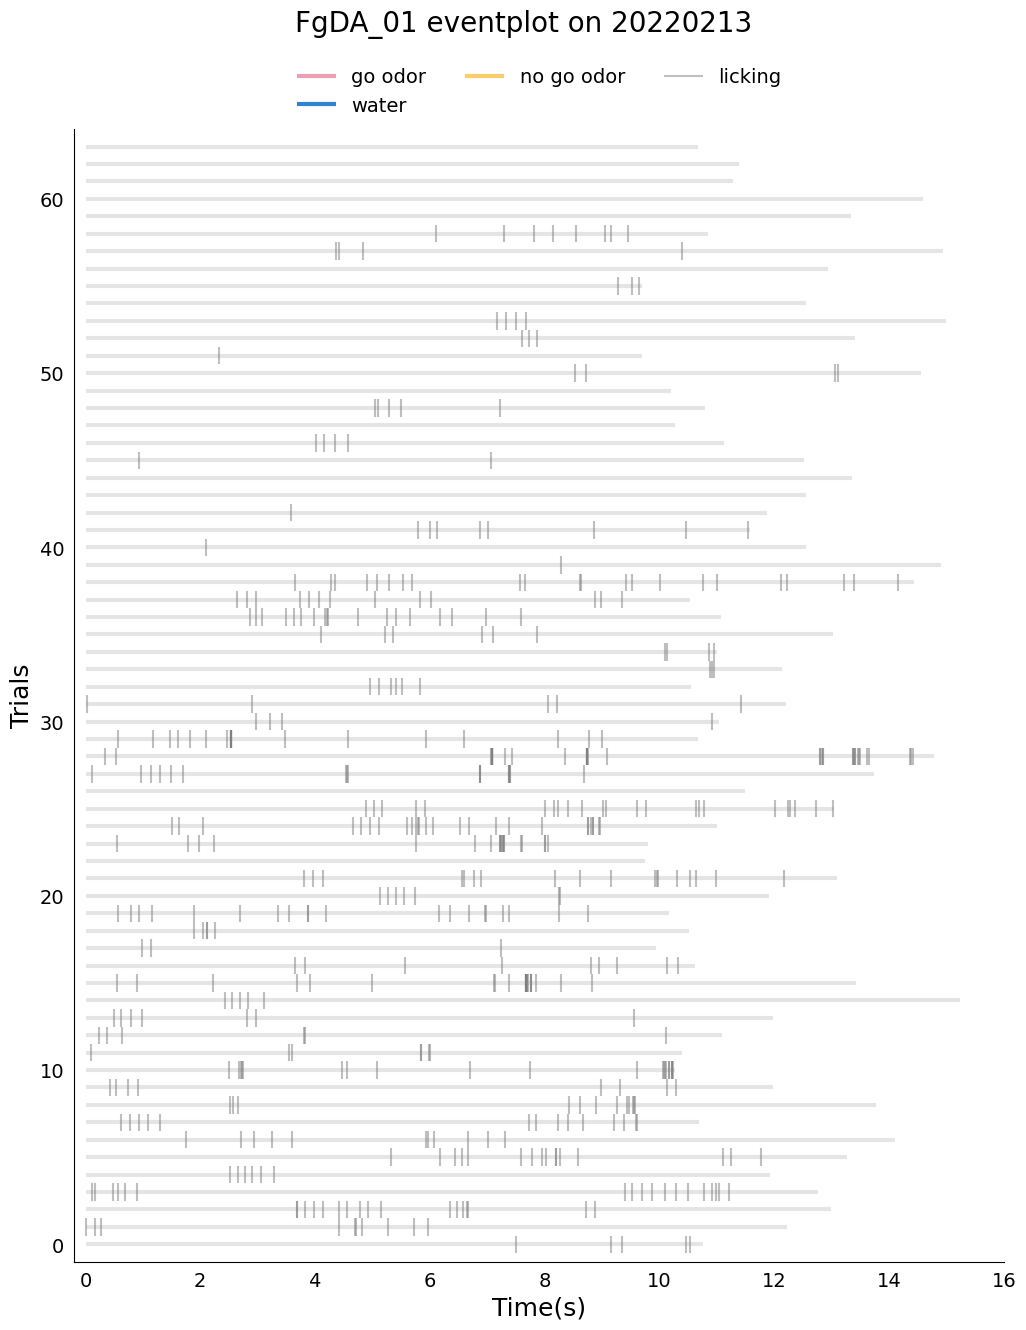 FgDA_01 eventplot on 20220213
go odor
no go odor
licking
water
60
50
40
30
20
10
0
Trials
0 2 4 6 8 10 12 14 16
Time(s)